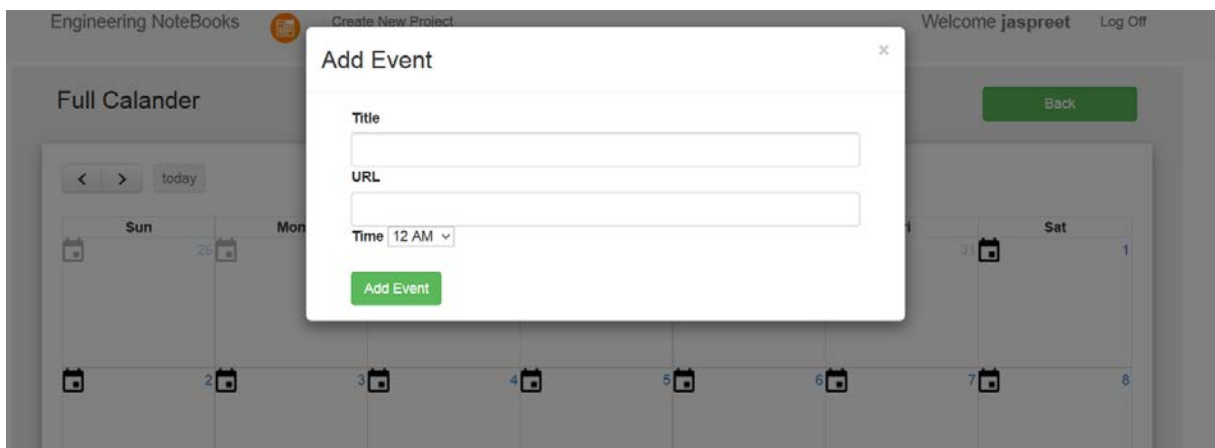 Engineering NoteBooks Create New Project Welcome jaspreet Log Off
Add Event ×
Full Calander Back
Title
today
URL
Sun Mon Sat
Time 12 AM
26 31 1
Add Event
2 3 4 5 6 7 8